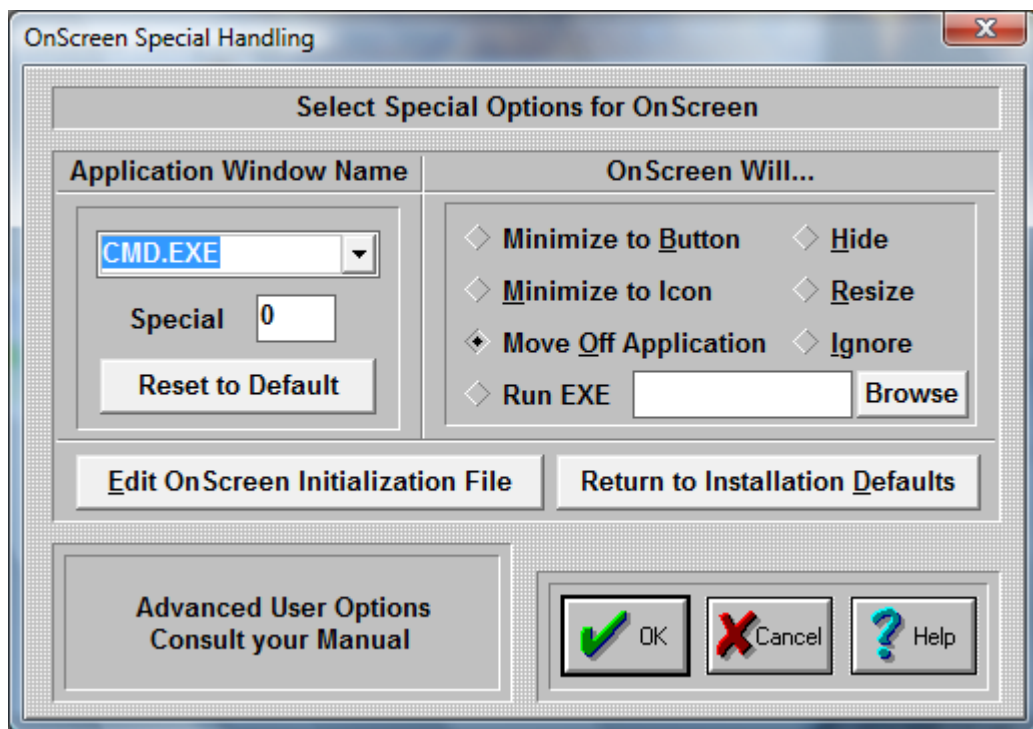 OnScreen Special Handling
Select Special Options for OnScreen
Application Window Name
OnScreen Will...
CMD.EXE
Special 0
Reset to Default
Minimize to Button
Hide
Minimize to Icon
Resize
Move Off Application
Ignore
Run EXE
Browse
Edit OnScreen Initialization File
Return to Installation Defaults
Advanced User Options
Consult your Manual
OK
Cancel
Help